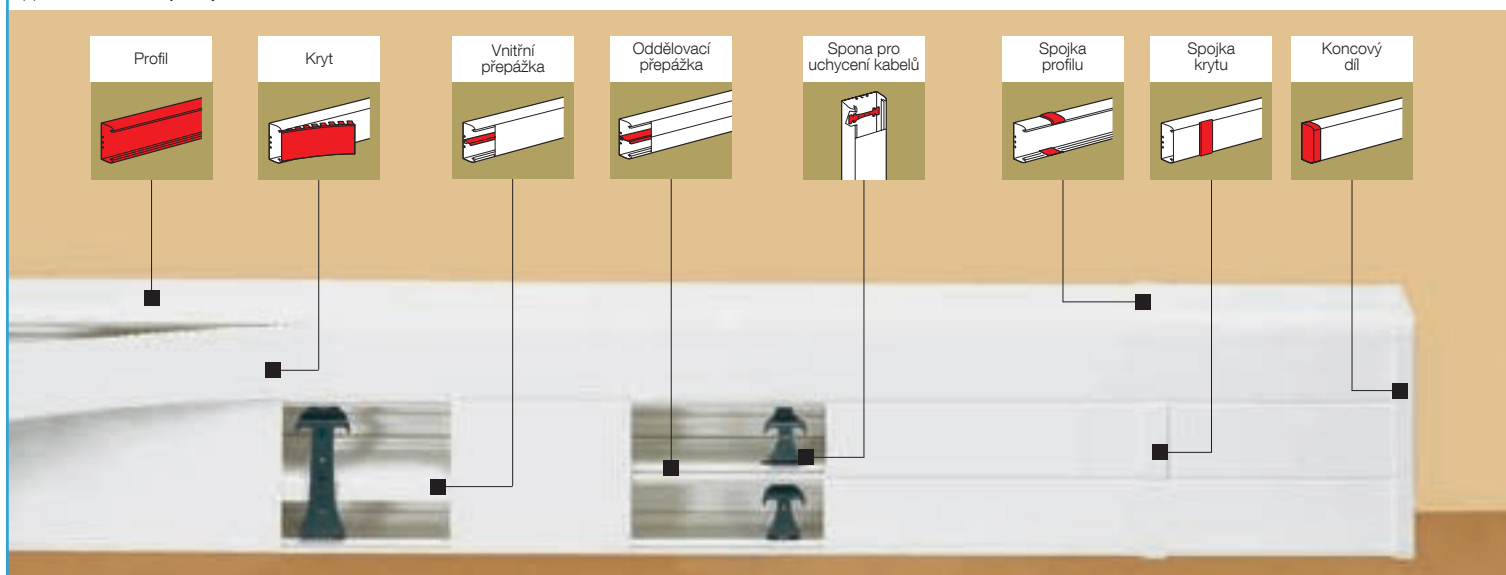 Profil
Kryt
Vnitřní
přepážka
Oddělovací
přepážka
Spona pro
uchycení kabelů
Spojka
profilu
Spojka
krytu
Koncový
díl